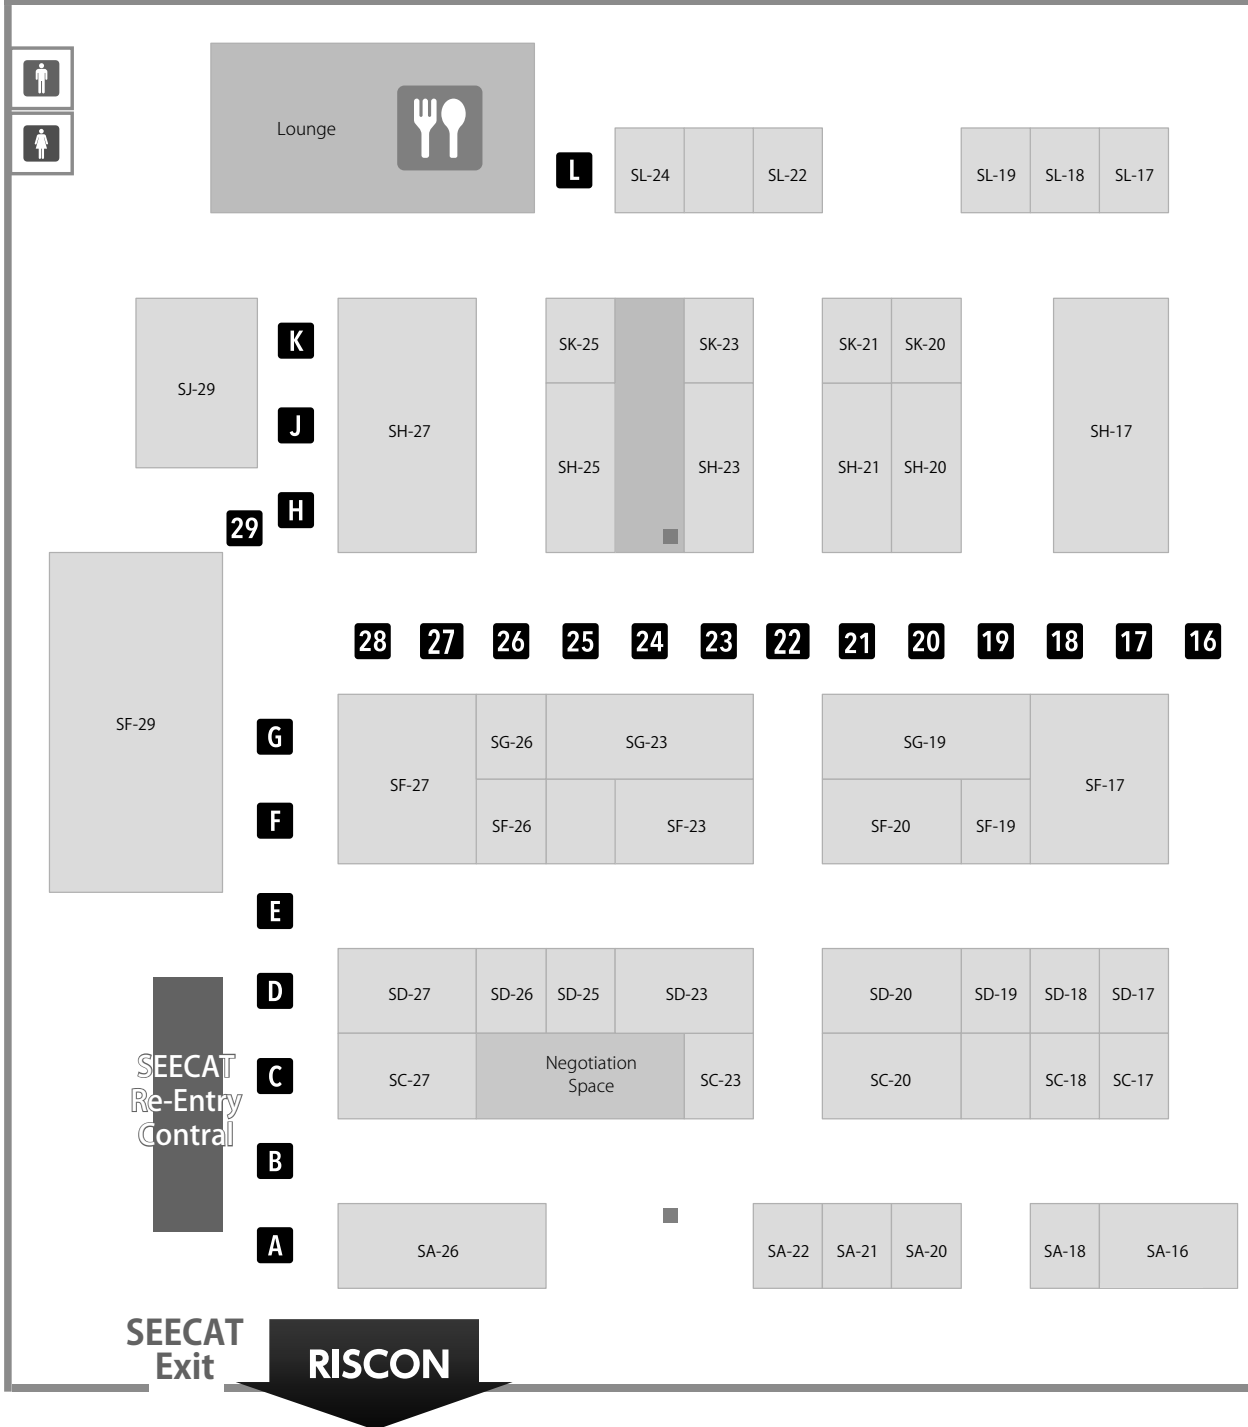 Lounge
L
SL-24
SL-22
SL-19
SL-18
SL-17
K
SK-25
SK-23
SK-21
SK-20
SJ-29
J
SH-27
SH-17
SH-25
SH-23
SH-21
SH-20
H
29
28
27
26
25
24
23
22
21
20
19
18
17
16
SF-29
G
SG-26
SG-23
SG-19
SF-27
SF-17
F
SF-26
SF-23
SF-20
SF-19
E
D
SD-27
SD-26
SD-25
SD-23
SD-20
SD-19
SD-18
SD-17
SEECAT
Re-Entry
Contral
C
SC-27
Negotiation
Space
SC-23
SC-20
SC-18
SC-17
B
A
SA-26
SA-22
SA-21
SA-20
SA-18
SA-16
SEECAT
Exit
RISCON